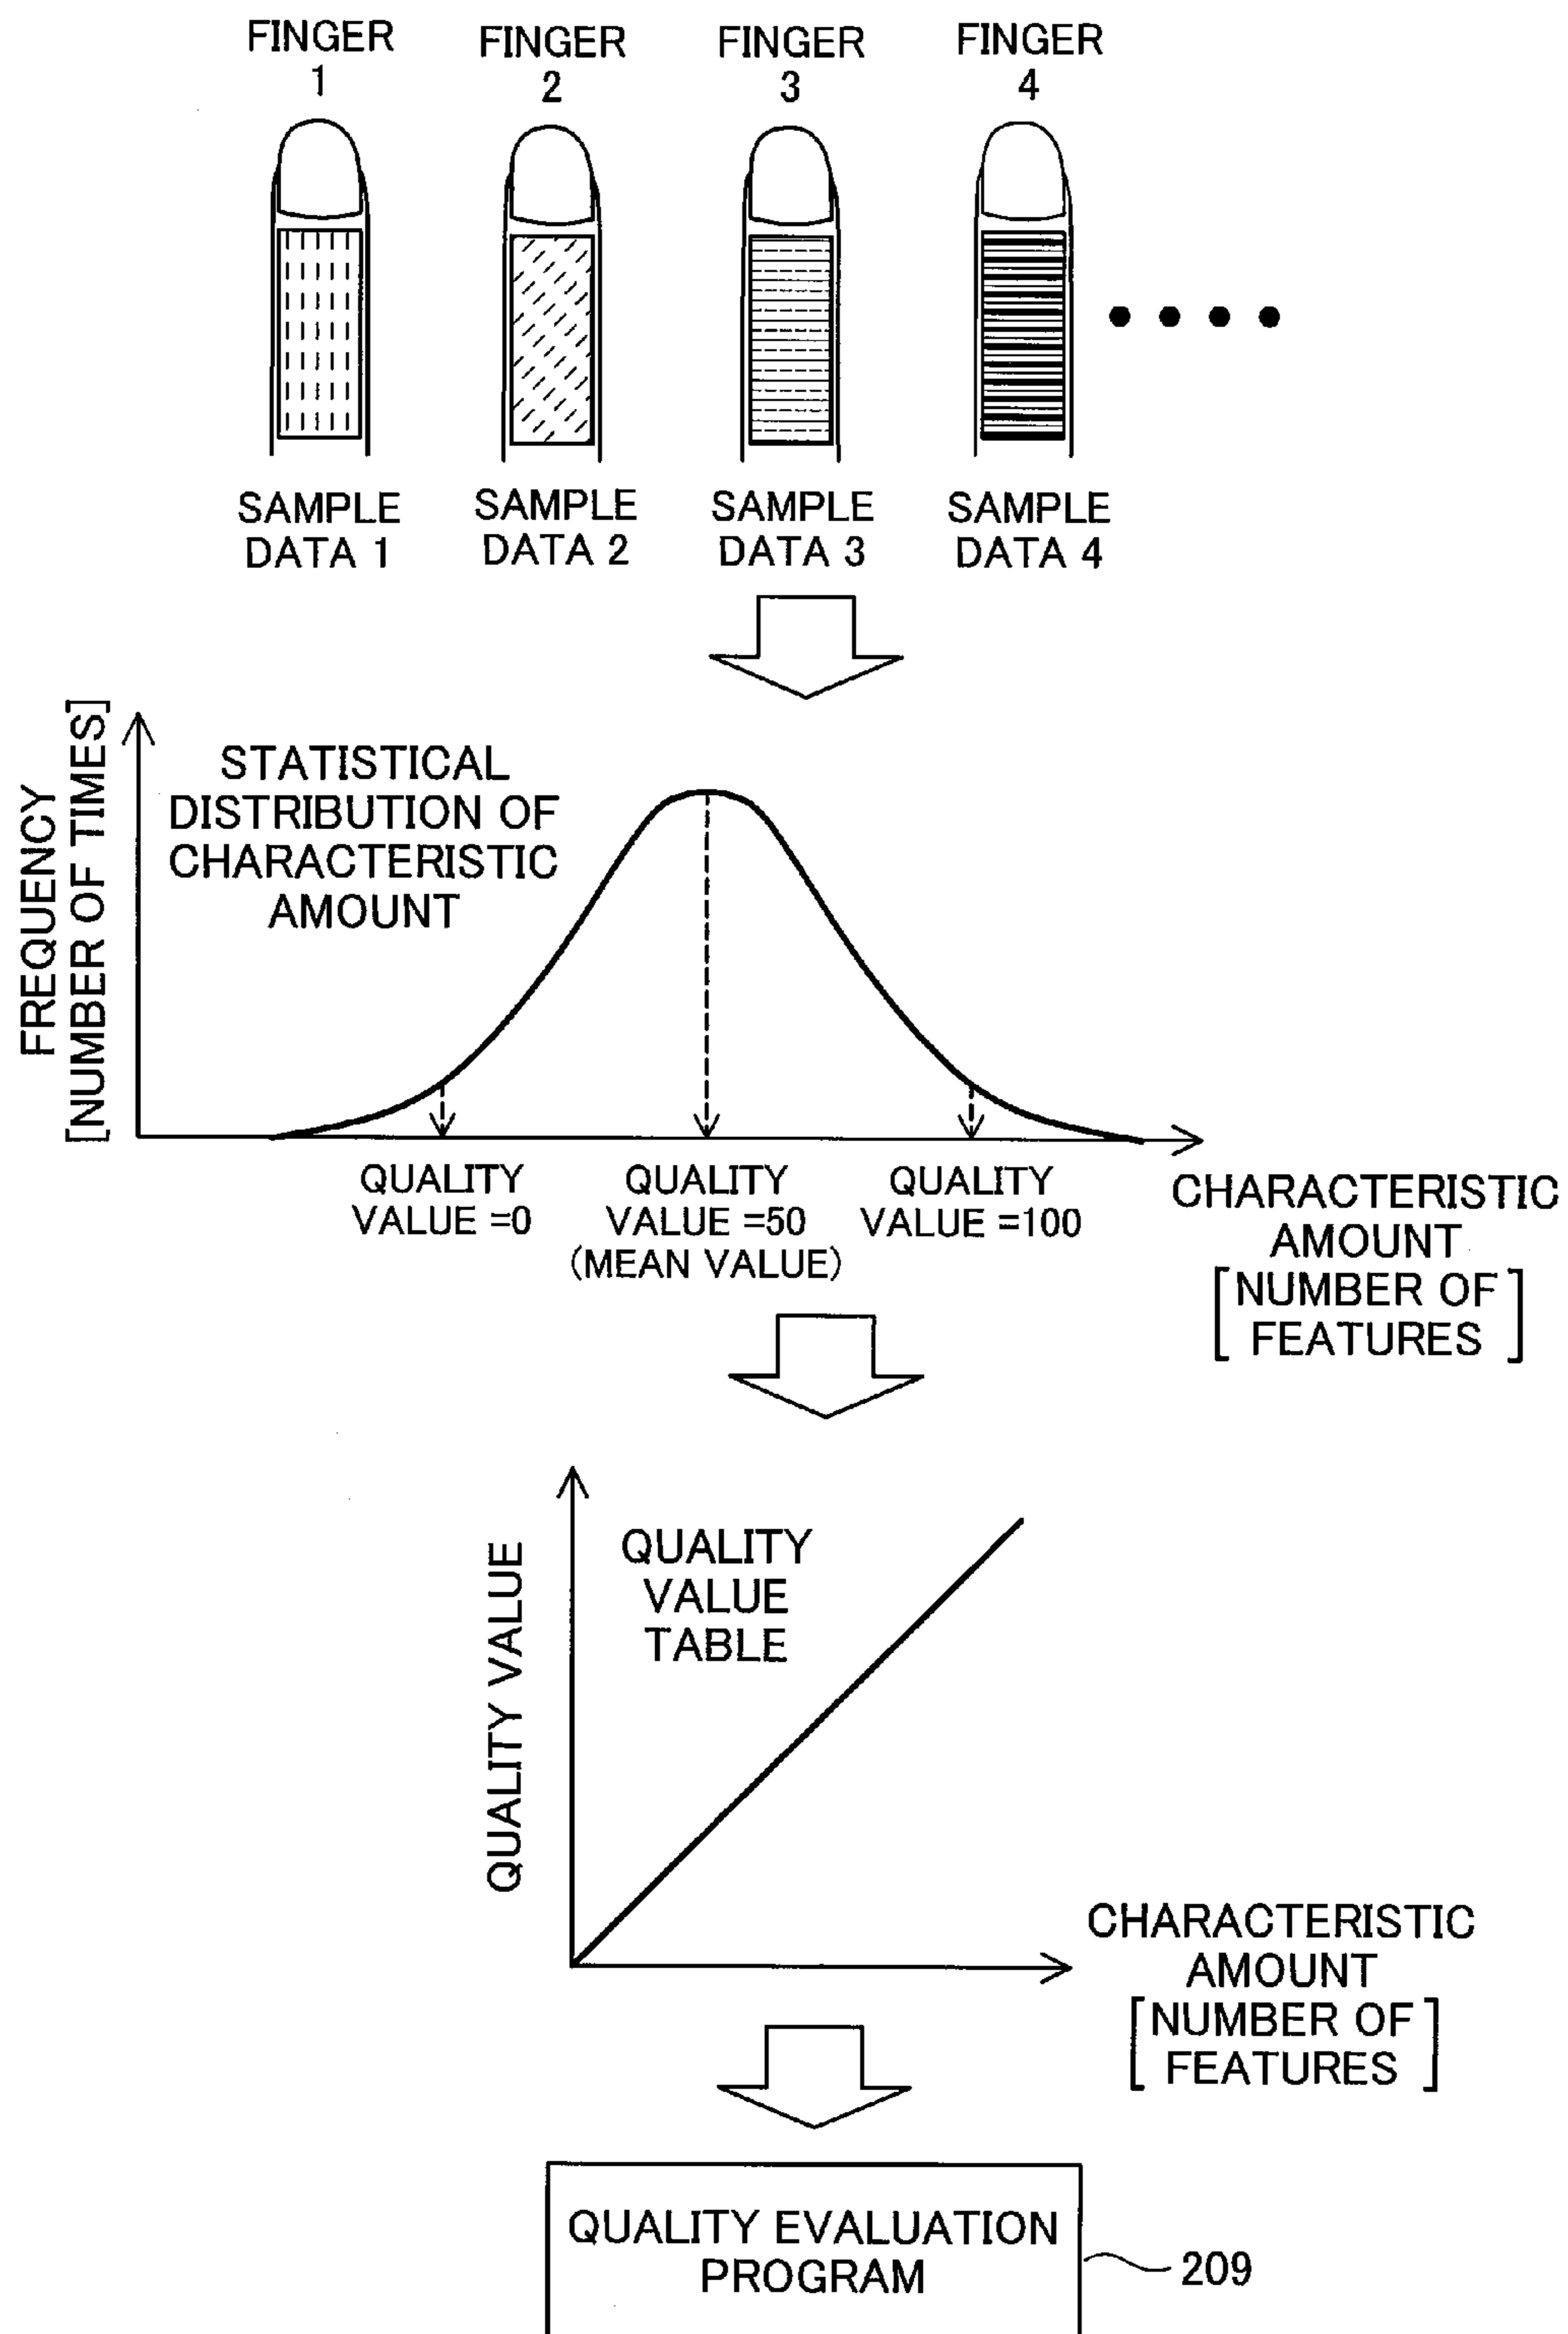 FINGER
1
FINGER
2
FINGER
3
FINGER
4
SAMPLE
DATA 1
SAMPLE
DATA 2
SAMPLE
DATA 3
SAMPLE
DATA 4
FREQUENCY
[NUMBER OF TIMES]
STATISTICAL
DISTRIBUTION OF
CHARACTERISTIC
AMOUNT
QUALITY
VALUE =0
QUALITY
VALUE =50
(MEAN VALUE)
QUALITY
VALUE =100
CHARACTERISTIC
AMOUNT
[NUMBER OF
FEATURES]
QUALITY VALUE
QUALITY
VALUE
TABLE
CHARACTERISTIC
AMOUNT
[NUMBER OF
FEATURES]
QUALITY EVALUATION
PROGRAM
209